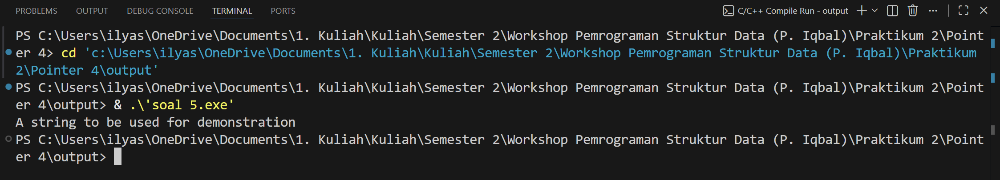 PROBLEMS OUTPUT DEBUG CONSOLE TERMINAL PORTS C/C++ Compile Run - output
PS C:\Users\ilyas\OneDrive\Documents\1. Kuliah\Kuliah\Semester 2\Workshop Pemrograman Struktur Data (P. Iqbal)\Praktikum 2\Point
er 4> cd 'c:\Users\ilyas\OneDrive\Documents\1. Kuliah\Kuliah\Semester 2\Workshop Pemrograman Struktur Data (P. Iqbal)\Praktikum
2\Pointer 4\output'
PS C:\Users\ilyas\OneDrive\Documents\1. Kuliah\Kuliah\Semester 2\Workshop Pemrograman Struktur Data (P. Iqbal)\Praktikum 2\Point
er 4\output> & .\'soal 5.exe'
A string to be used for demonstration
PS C:\Users\ilyas\OneDrive\Documents\1. Kuliah\Kuliah\Semester 2\Workshop Pemrograman Struktur Data (P. Iqbal)\Praktikum 2\Point
er 4\output>